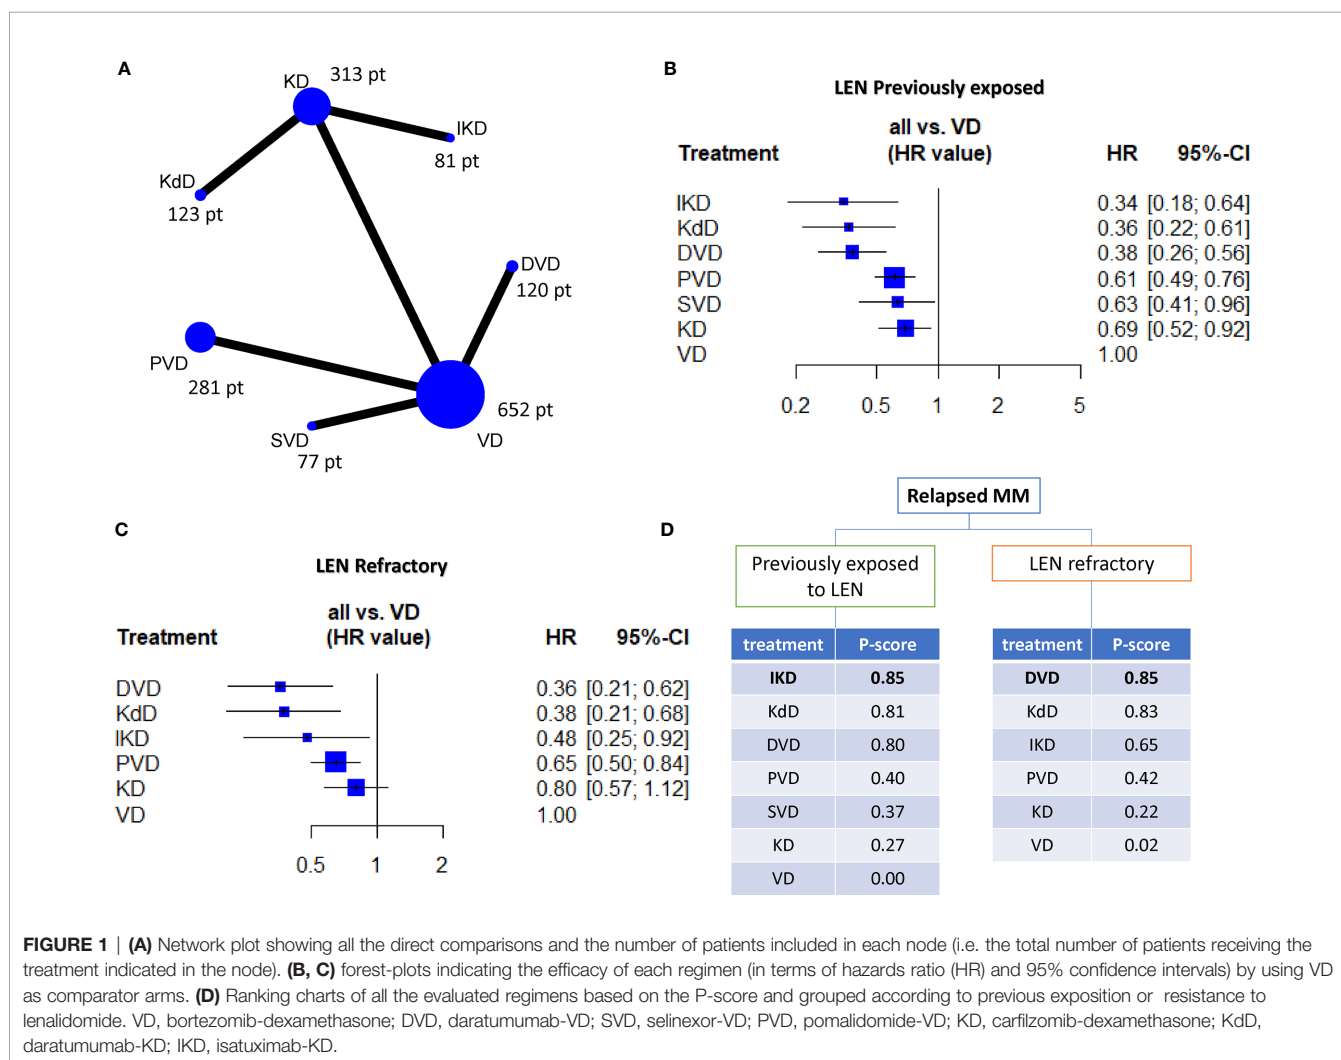 A
KD
313 pt
IKD
81 pt
KdD
123 pt
DVD
120 pt
PVD
281 pt
652 pt
SVD
VD
77 pt
B
LEN Previously exposed
all vs. VD
Treatment (HR value) HR 95%-CI
IKD 0.34 [0.18; 0.64]
KdD 0.36 [0.22; 0.61]
DVD 0.38 [0.26; 0.56]
PVD 0.61 [0.49; 0.76]
SVD 0.63 [0.41; 0.96]
KD 0.69 [0.52; 0.92]
VD 1.00
0.2 0.5 1 2 5
C
LEN Refractory
all vs. VD
Treatment (HR value) HR 95%-CI
DVD 0.36 [0.21; 0.62]
KdD 0.38 [0.21; 0.68]
IKD 0.48 [0.25; 0.92]
PVD 0.65 [0.50; 0.84]
KD 0.80 [0.57; 1.12]
VD 1.00
0.5 1 2
D
Relapsed MM
Previously exposed
to LEN
treatment P-score
IKD 0.85
KdD 0.81
DVD 0.80
PVD 0.40
SVD 0.37
KD 0.27
VD 0.00
LEN refractory
treatment P-score
DVD 0.85
KdD 0.83
IKD 0.65
PVD 0.42
KD 0.22
VD 0.02
FIGURE 1 | (A) Network plot showing all the direct comparisons and the number of patients included in each node (i.e. the total number of patients receiving the
treatment indicated in the node). (B, C) forest-plots indicating the efficacy of each regimen (in terms of hazards ratio (HR) and 95% confidence intervals) by using VD
as comparator arms. (D) Ranking charts of all the evaluated regimens based on the P-score and grouped according to previous exposition or resistance to
lenalidomide. VD, bortezomib-dexamethasone; DVD, daratumumab-VD; SVD, selinexor-VD; PVD, pomalidomide-VD; KD, carfilzomib-dexamethasone; KdD,
daratumumab-KD; IKD, isatuximab-KD.